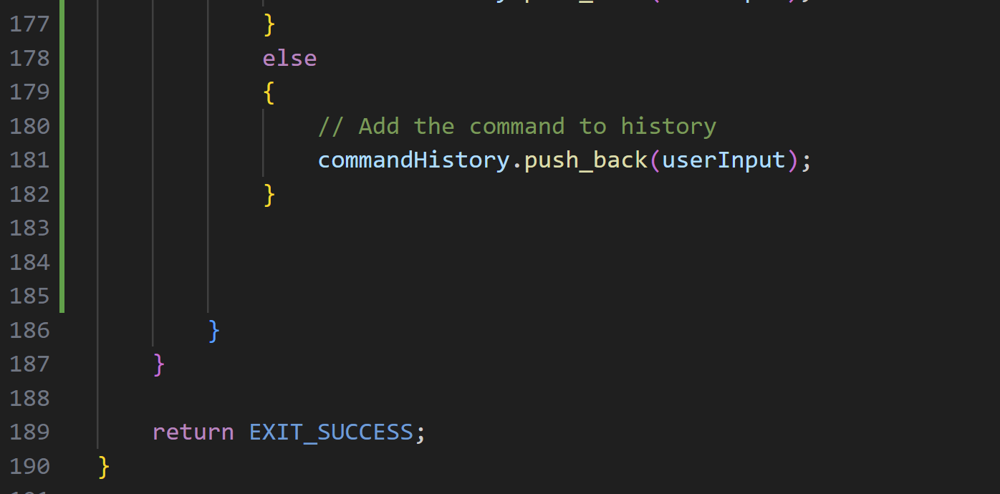 177 }
178 else
179 {
180 // Add the command to history
181 commandHistory.push_back(userInput);
182 }
183
184
185
186 }
187 }
188
189 return EXIT_SUCCESS;
190 }